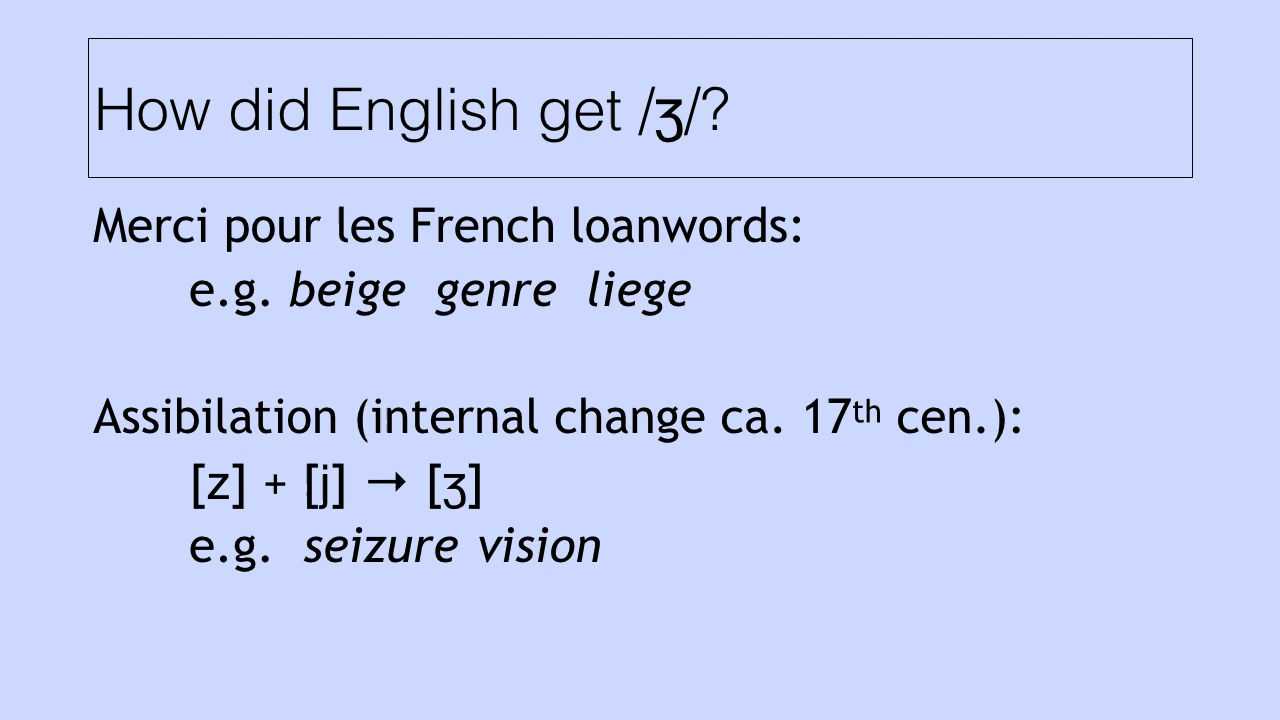 How did English get /ʒ/?
Merci pour les French loanwords:
e.g. beige genre liege
Assibilation (internal change ca. 17th cen.):
[z] + [j] → [ʒ]
e.g. seizure vision